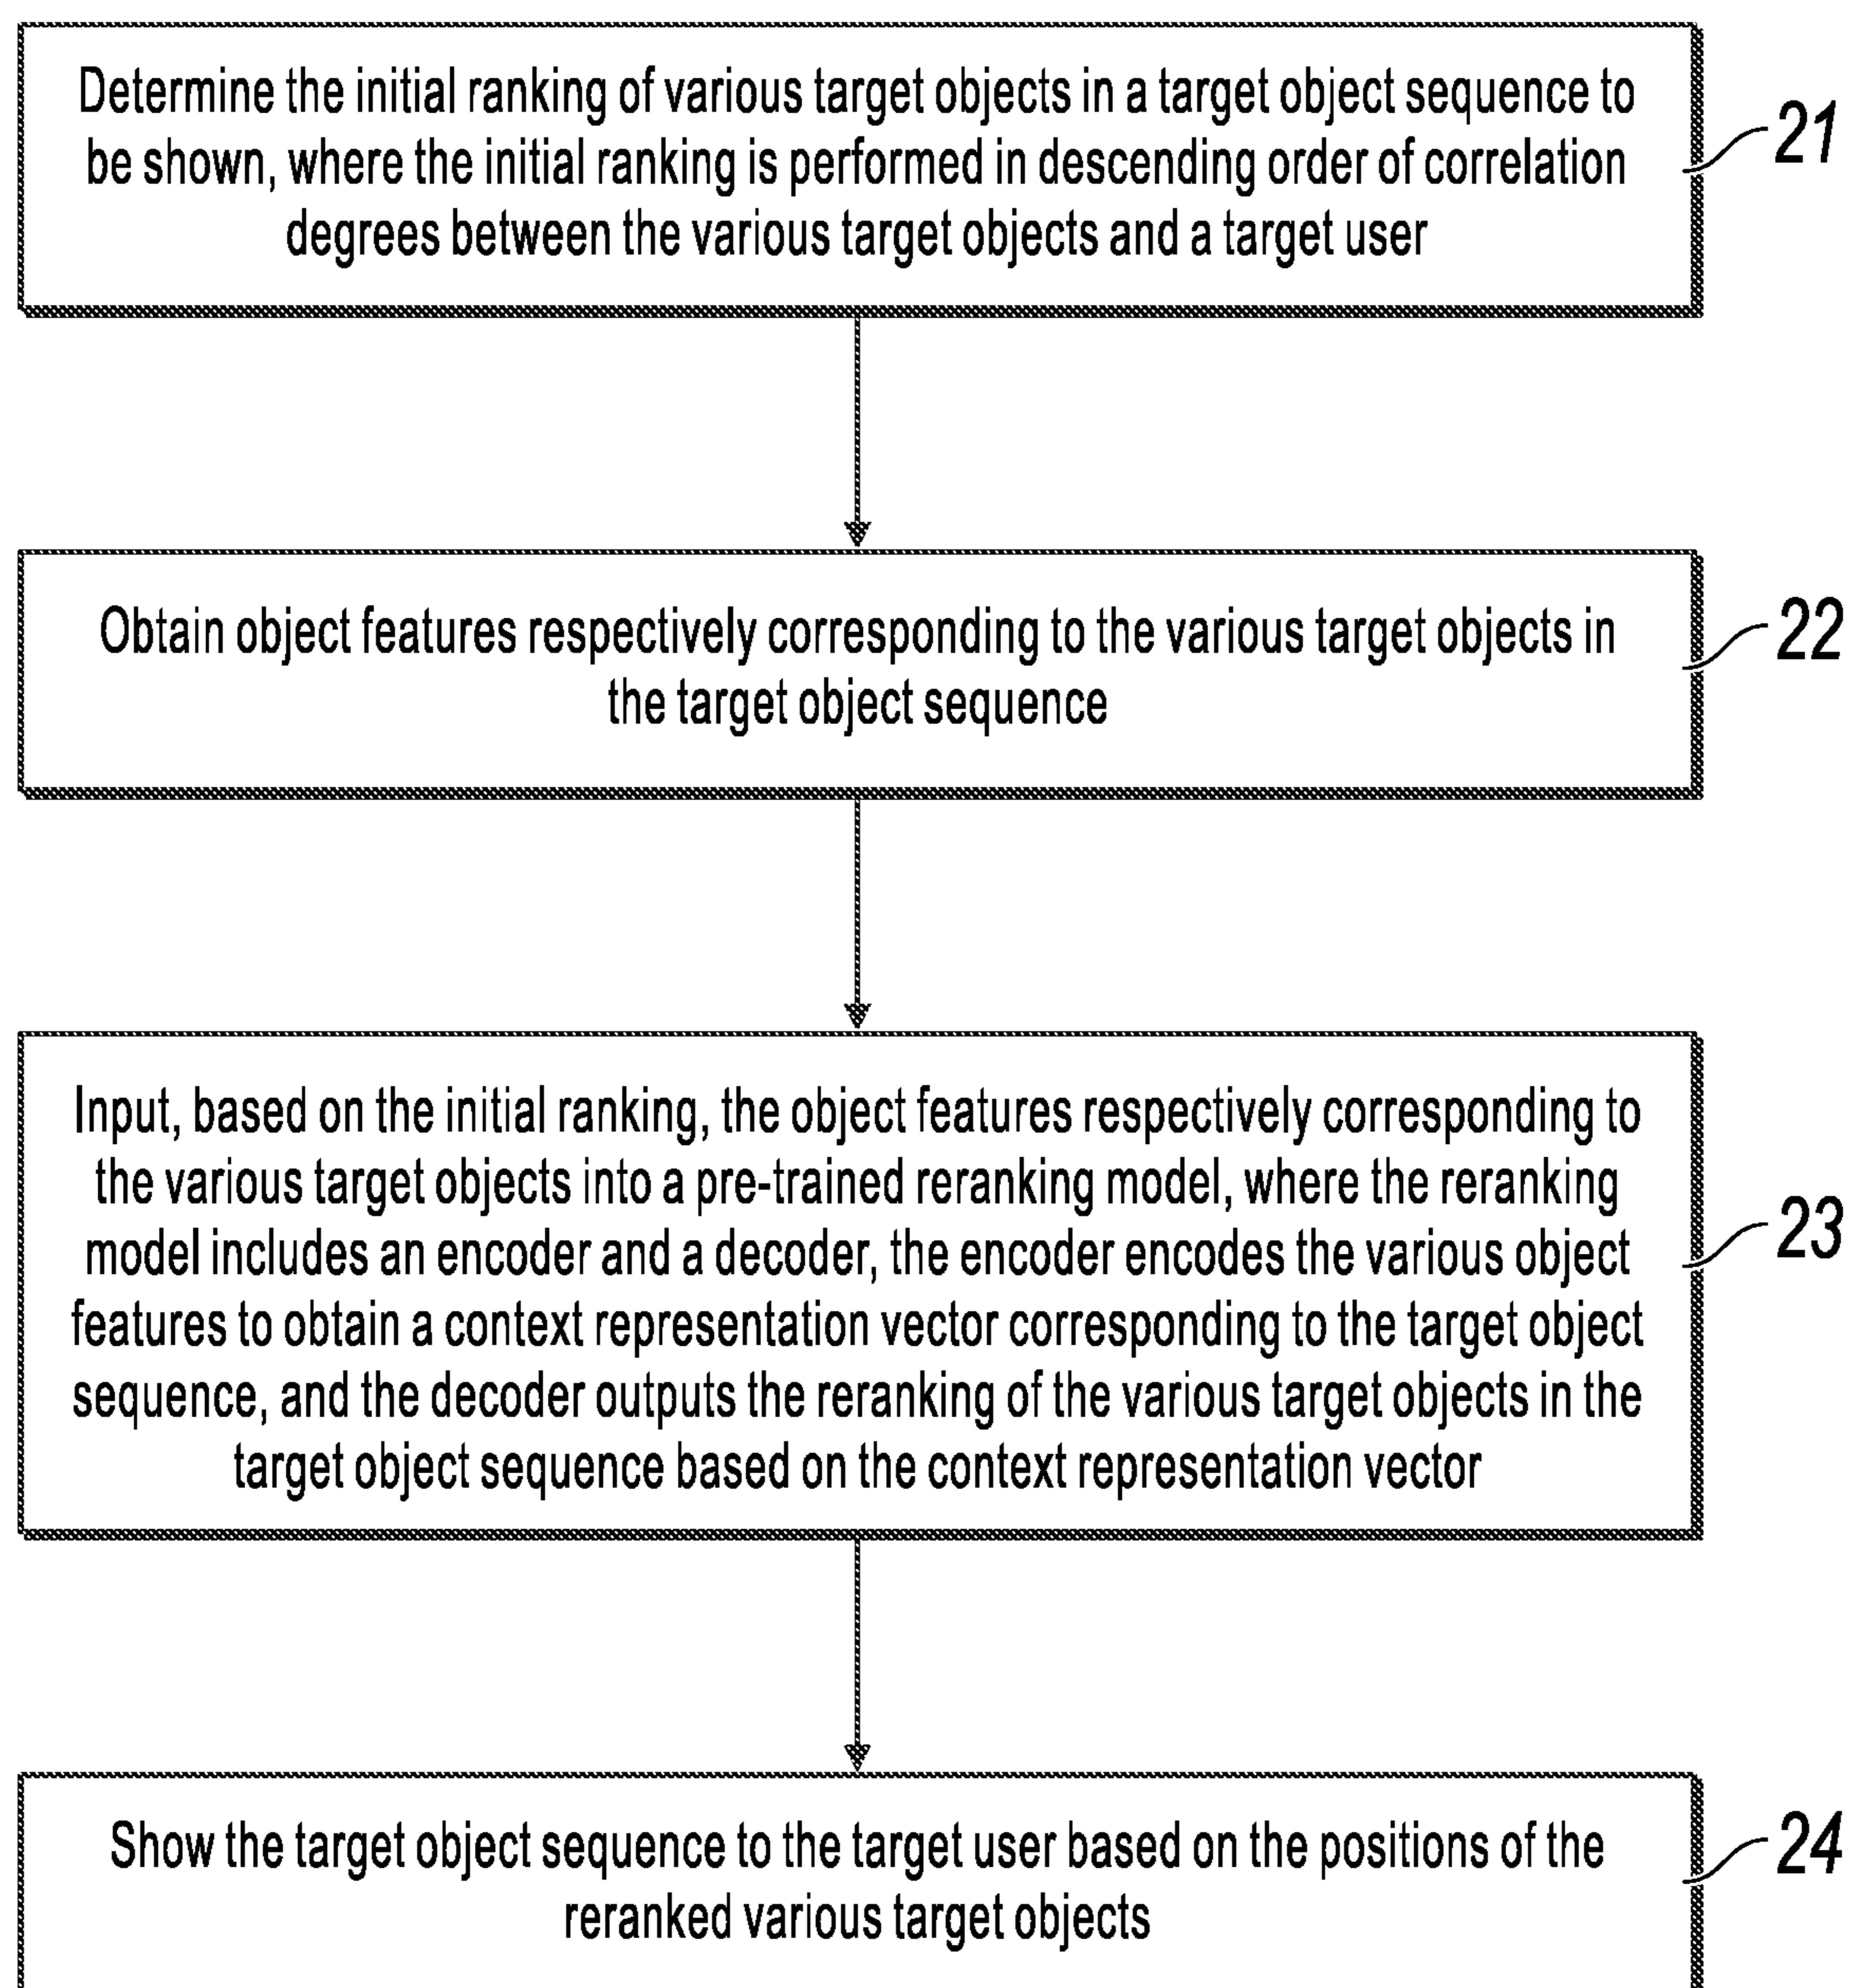 Determine the initial ranking of various target objects in a target object sequence to
be shown, where the initial ranking is performed in descending order of correlation
degrees between the various target objects and a target user
21
Obtain object features respectively corresponding to the various target objects in
the target object sequence
22
Input, based on the initial ranking, the object features respectively corresponding to
the various target objects into a pre-trained reranking model, where the reranking
model includes an encoder and a decoder, the encoder encodes the various object
features to obtain a context representation vector corresponding to the target object
sequence, and the decoder outputs the reranking of the various target objects in the
target object sequence based on the context representation vector
23
Show the target object sequence to the target user based on the positions of the
reranked various target objects
24